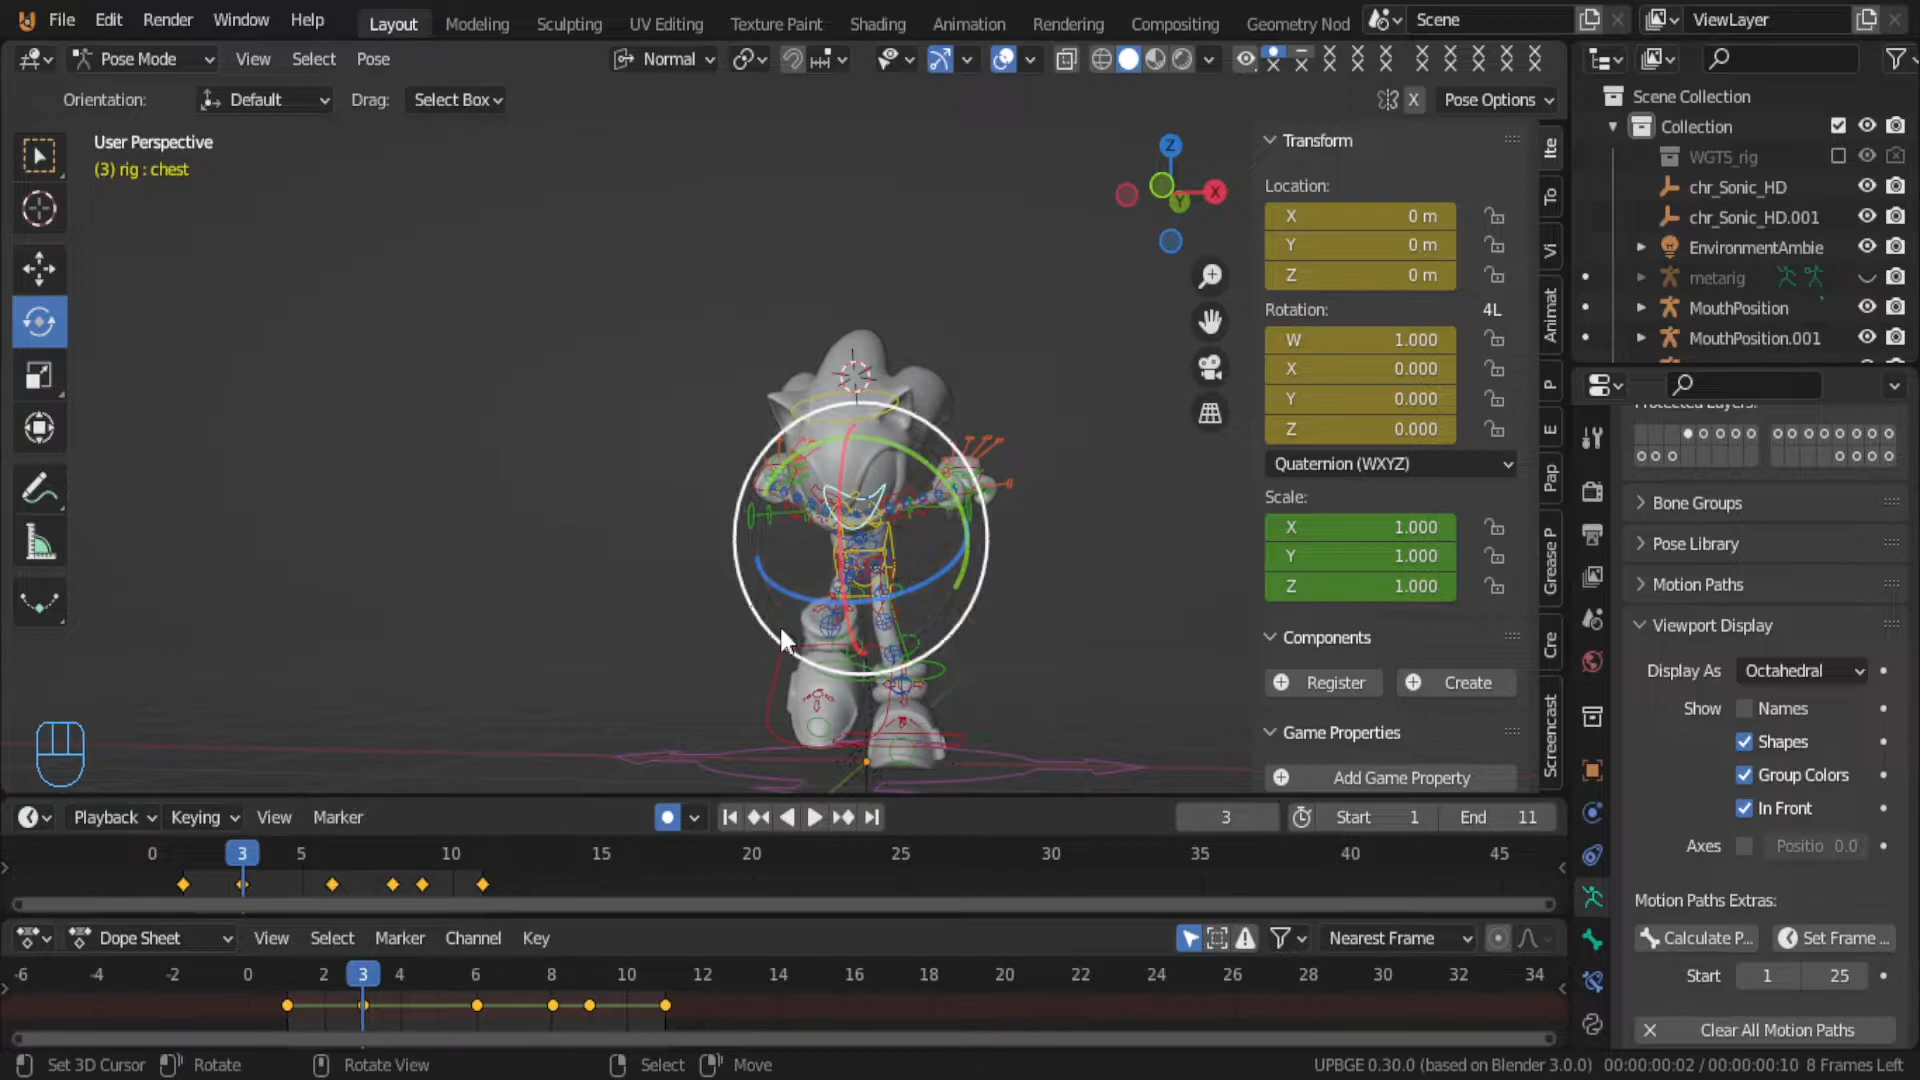 File Edit Render Window Help
Layout Modeling Sculpting UV Editing Texture Paint Shading Animation Rendering Compositing Geometry Nod
Scene
ViewLayer
Pose Mode View Select Pose
Normal
Orientation: Default Drag: Select Box
X Pose Options
User Perspective
(3) rig : chest
Z
X
Y
Transform
Location:
X 0 m
Y 0 m
Z 0 m
Rotation: 4L
W 1.000
X 0.000
Y 0.000
Z 0.000
Quaternion (WXYZ)
Scale:
X 1.000
Y 1.000
Z 1.000
Components
Register Create
Game Properties
Add Game Property
Ite
To
Vi
Animat
P
E
Pap
Grease P
Cre
Screencast
Scene Collection
Collection
WGTS_rig
chr_Sonic_HD
chr_Sonic_HD.001
EnvironmentAmbie
metarig
MouthPosition
MouthPosition.001
Protected Layers:
Bone Groups
Pose Library
Motion Paths
Viewport Display
Display As Octahedral
Show Names
Shapes
Group Colors
In Front
Axes Positio 0.0
Motion Paths Extras:
Calculate P... Set Frame ...
Start 1 25
Clear All Motion Paths
Playback Keying View Marker
3 Start 1 End 11
0 3 5 10 15 20 25 30 35 40 45
Dope Sheet View Select Marker Channel Key
Nearest Frame
-6 -4 -2 0 2 3 4 6 8 10 12 14 16 18 20 22 24 26 28 30 32 34
Set 3D Cursor Rotate Rotate View Select Move
UPBGE 0.30.0 (based on Blender 3.0.0) 00:00:00:02 / 00:00:00:10 8 Frames Left